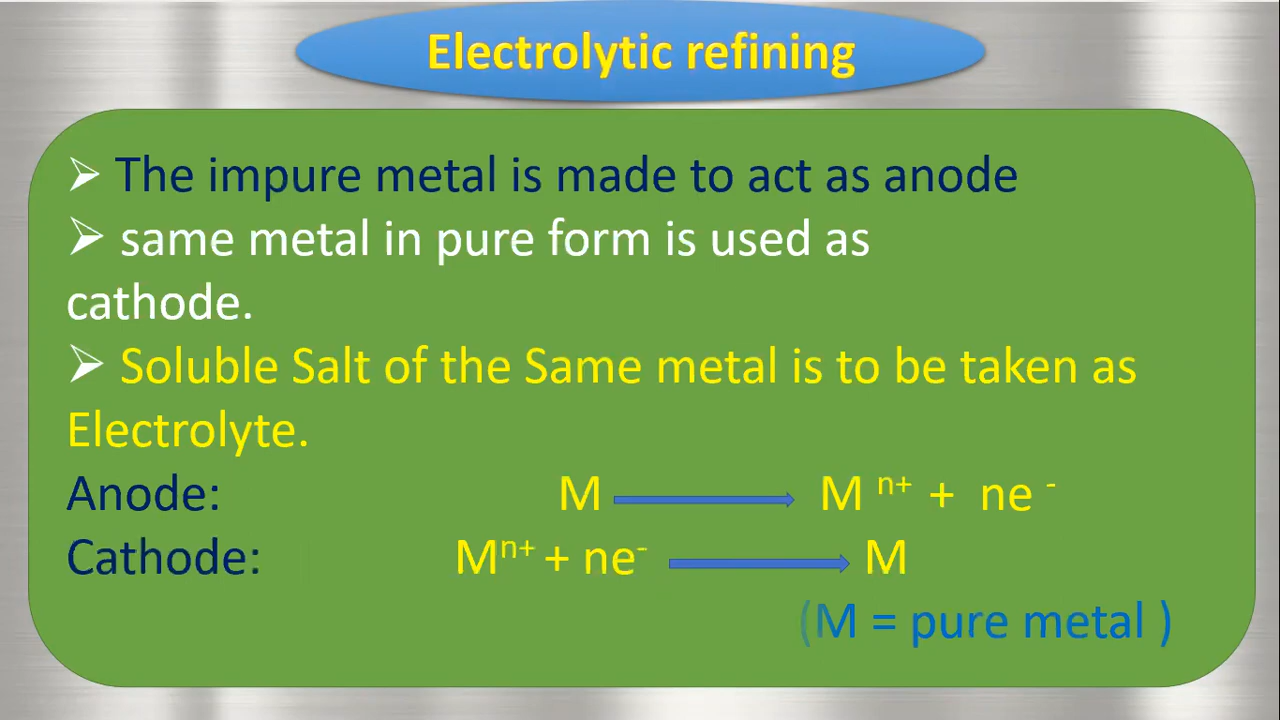 Electrolytic refining
➢ The impure metal is made to act as anode
➢ same metal in pure form is used as
cathode.
➢ Soluble Salt of the Same metal is to be taken as
Electrolyte.
Anode: M ⟶ M ⁿ⁺ + ne ⁻
Cathode: Mⁿ⁺ + ne⁻ ⟶ M
(M = pure metal )